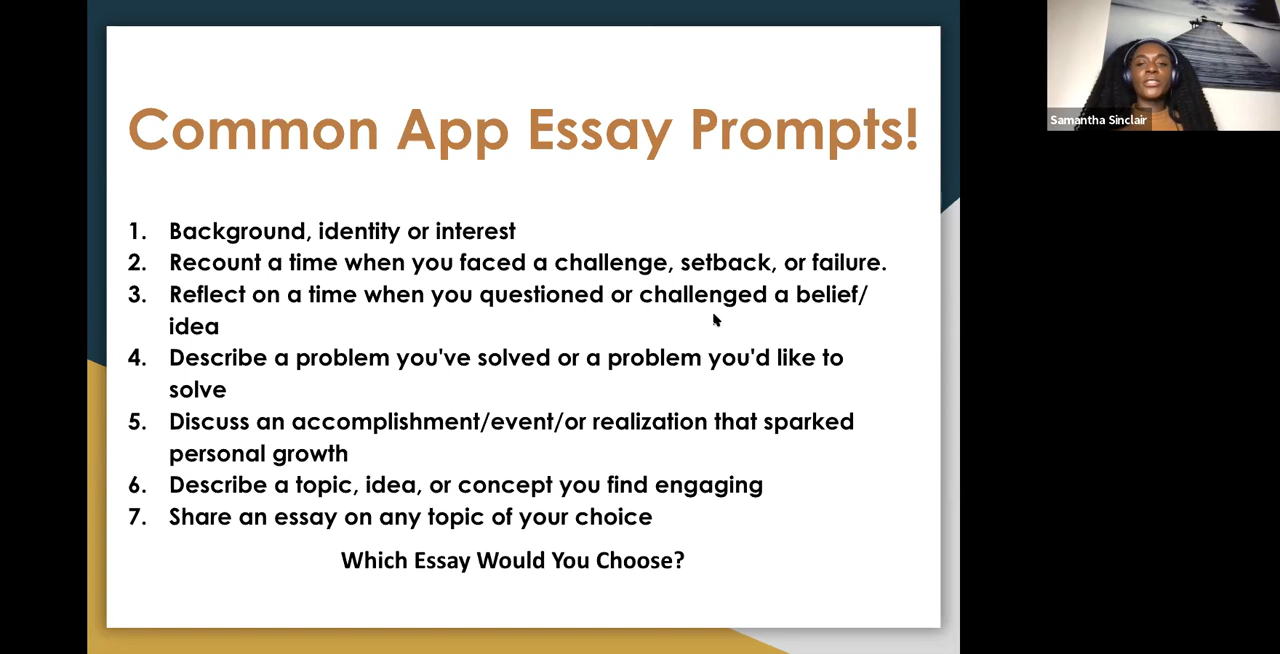 Common App Essay Prompts!
1. Background, identity or interest
2. Recount a time when you faced a challenge, setback, or failure.
3. Reflect on a time when you questioned or challenged a belief/
idea
4. Describe a problem you've solved or a problem you'd like to
solve
5. Discuss an accomplishment/event/or realization that sparked
personal growth
6. Describe a topic, idea, or concept you find engaging
7. Share an essay on any topic of your choice
Which Essay Would You Choose?
Samantha Sinclair